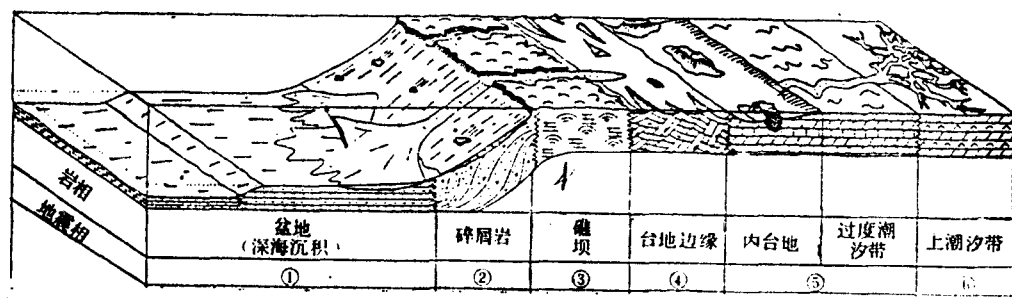 岩相
地震相
盆地
（深海沉积）
碎屑岩
礁
坝
台地边缘
内台地
过度潮
汐带
上潮汐带
①
②
③
④
⑤